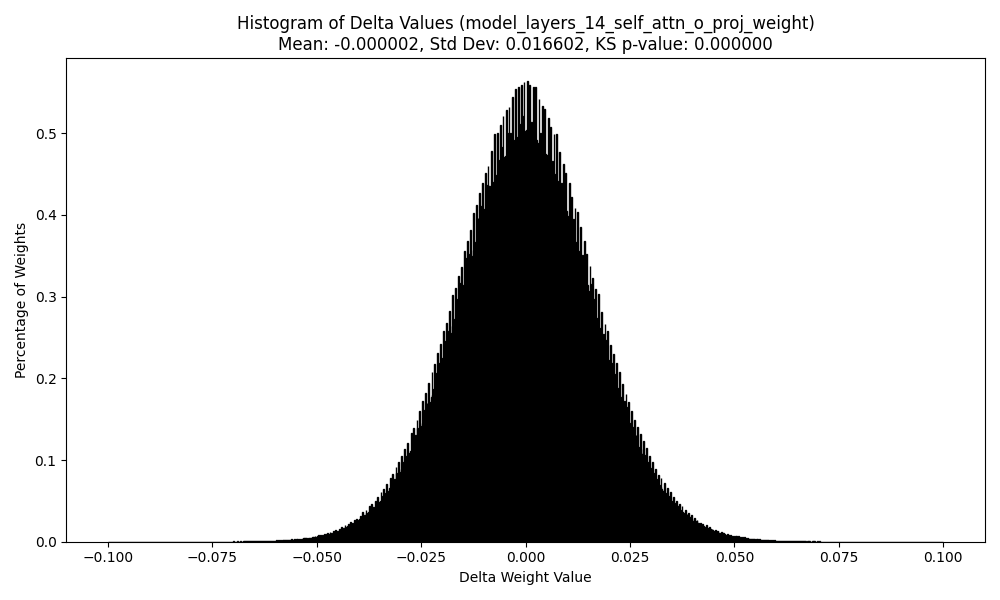 Histogram of Delta Values (model_layers_14_self_attn_o_proj_weight)
Mean: -0.000002, Std Dev: 0.016602, KS p-value: 0.000000
Percentage of Weights
0.5
0.4
0.3
0.2
0.1
0.0
−0.100 −0.075 −0.050 −0.025 0.000 0.025 0.050 0.075 0.100
Delta Weight Value